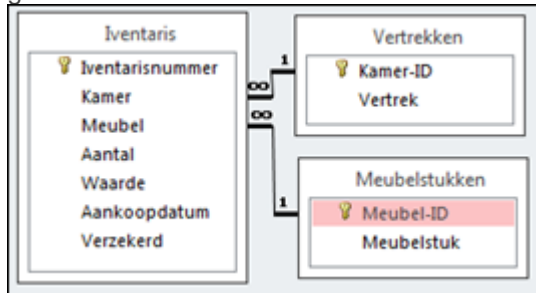 Iventaris
Iventarisnummer
Kamer
Meubel
Aantal
Waarde
Aankoopdatum
Verzekerd
∞
1
∞
1
Vertrekken
Kamer-ID
Vertrek
Meubelstukken
Meubel-ID
Meubelstuk